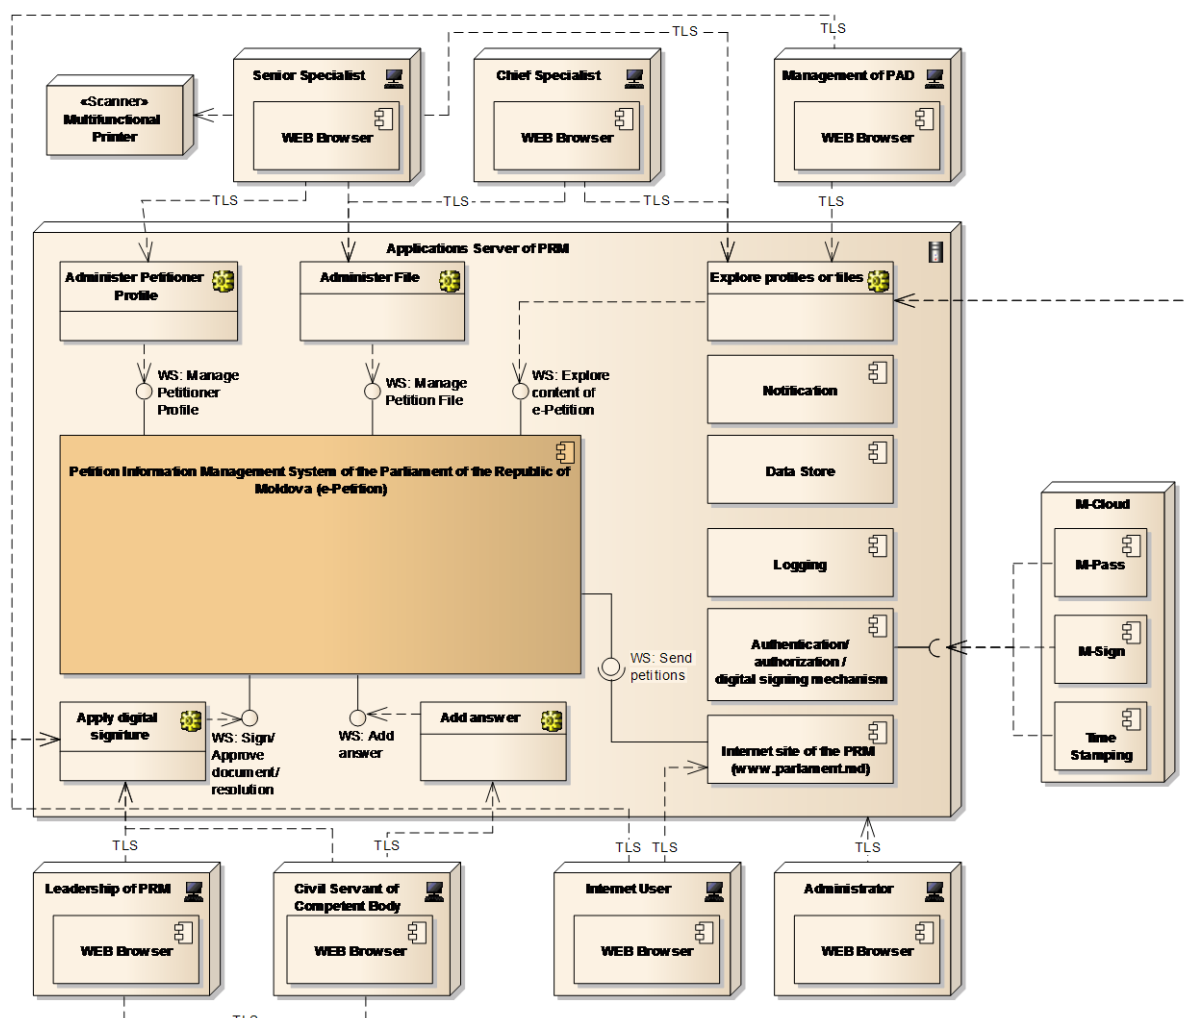 TLS
TLS
Senior Specialist
WEB Browser
Chief Specialist
WEB Browser
Management of PAD
WEB Browser
«Scanner»
Multifunctional
Printer
TLS
TLS
TLS
TLS
Applications Server of PRM
Administer Petitioner
Profile
Administer File
Explore profiles or files
WS: Manage
Petitioner
Profile
WS: Manage
Petition File
WS: Explore
content of
e-Petition
Notification
Petition Information Management System of the Parliament of the Republic of
Moldova (e-Petition)
Data Store
Logging
Authentication/
authorization /
digital signing mechanism
Internet site of the PRM
(www.parlament.md)
WS: Send
petitions
M-Cloud
M-Pass
M-Sign
Time
Stamping
Apply digital
signiture
WS: Sign/
Approve
document/
resolution
WS: Add
answer
Add answer
TLS
TLS
TLS
TLS
TLS
Leadership of PRM
WEB Browser
Civil Servant of
Competent Body
WEB Browser
Internet User
WEB Browser
Administrator
WEB Browser
TLS